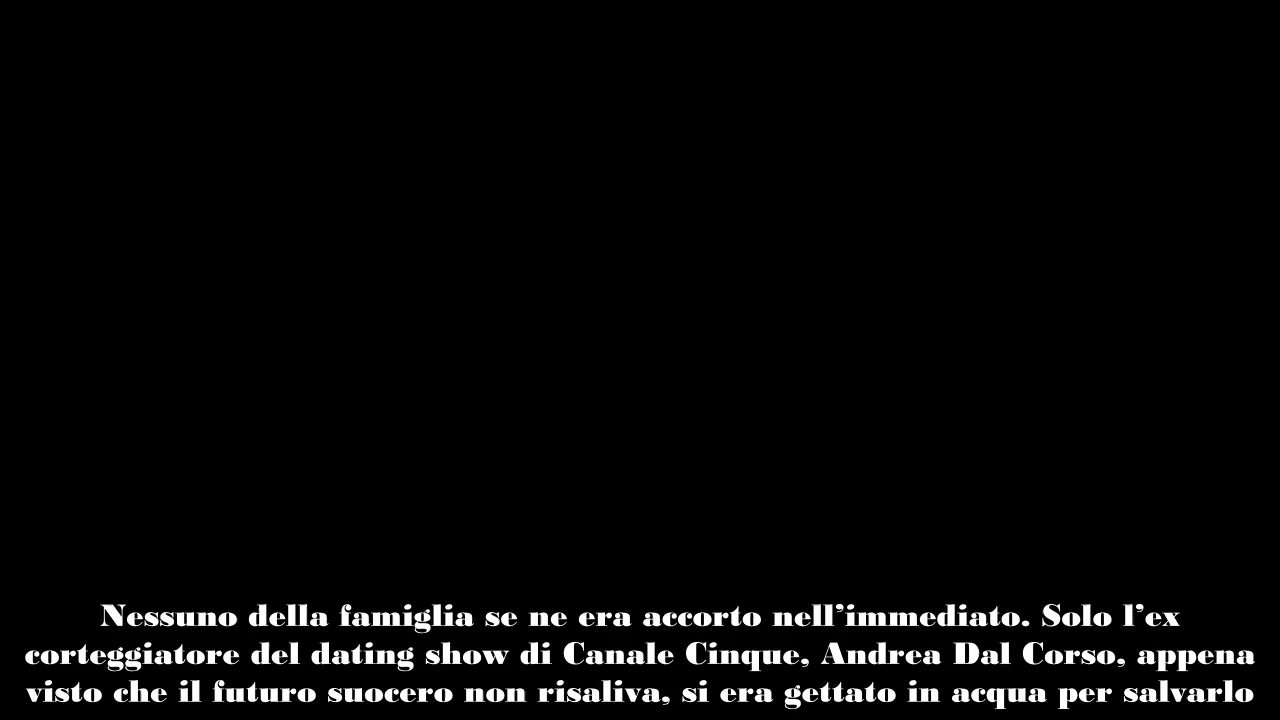 Nessuno della famiglia se ne era accorto nell’immediato. Solo l’ex
corteggiatore del dating show di Canale Cinque, Andrea Dal Corso, appena
visto che il futuro suocero non risaliva, si era gettato in acqua per salvarlo